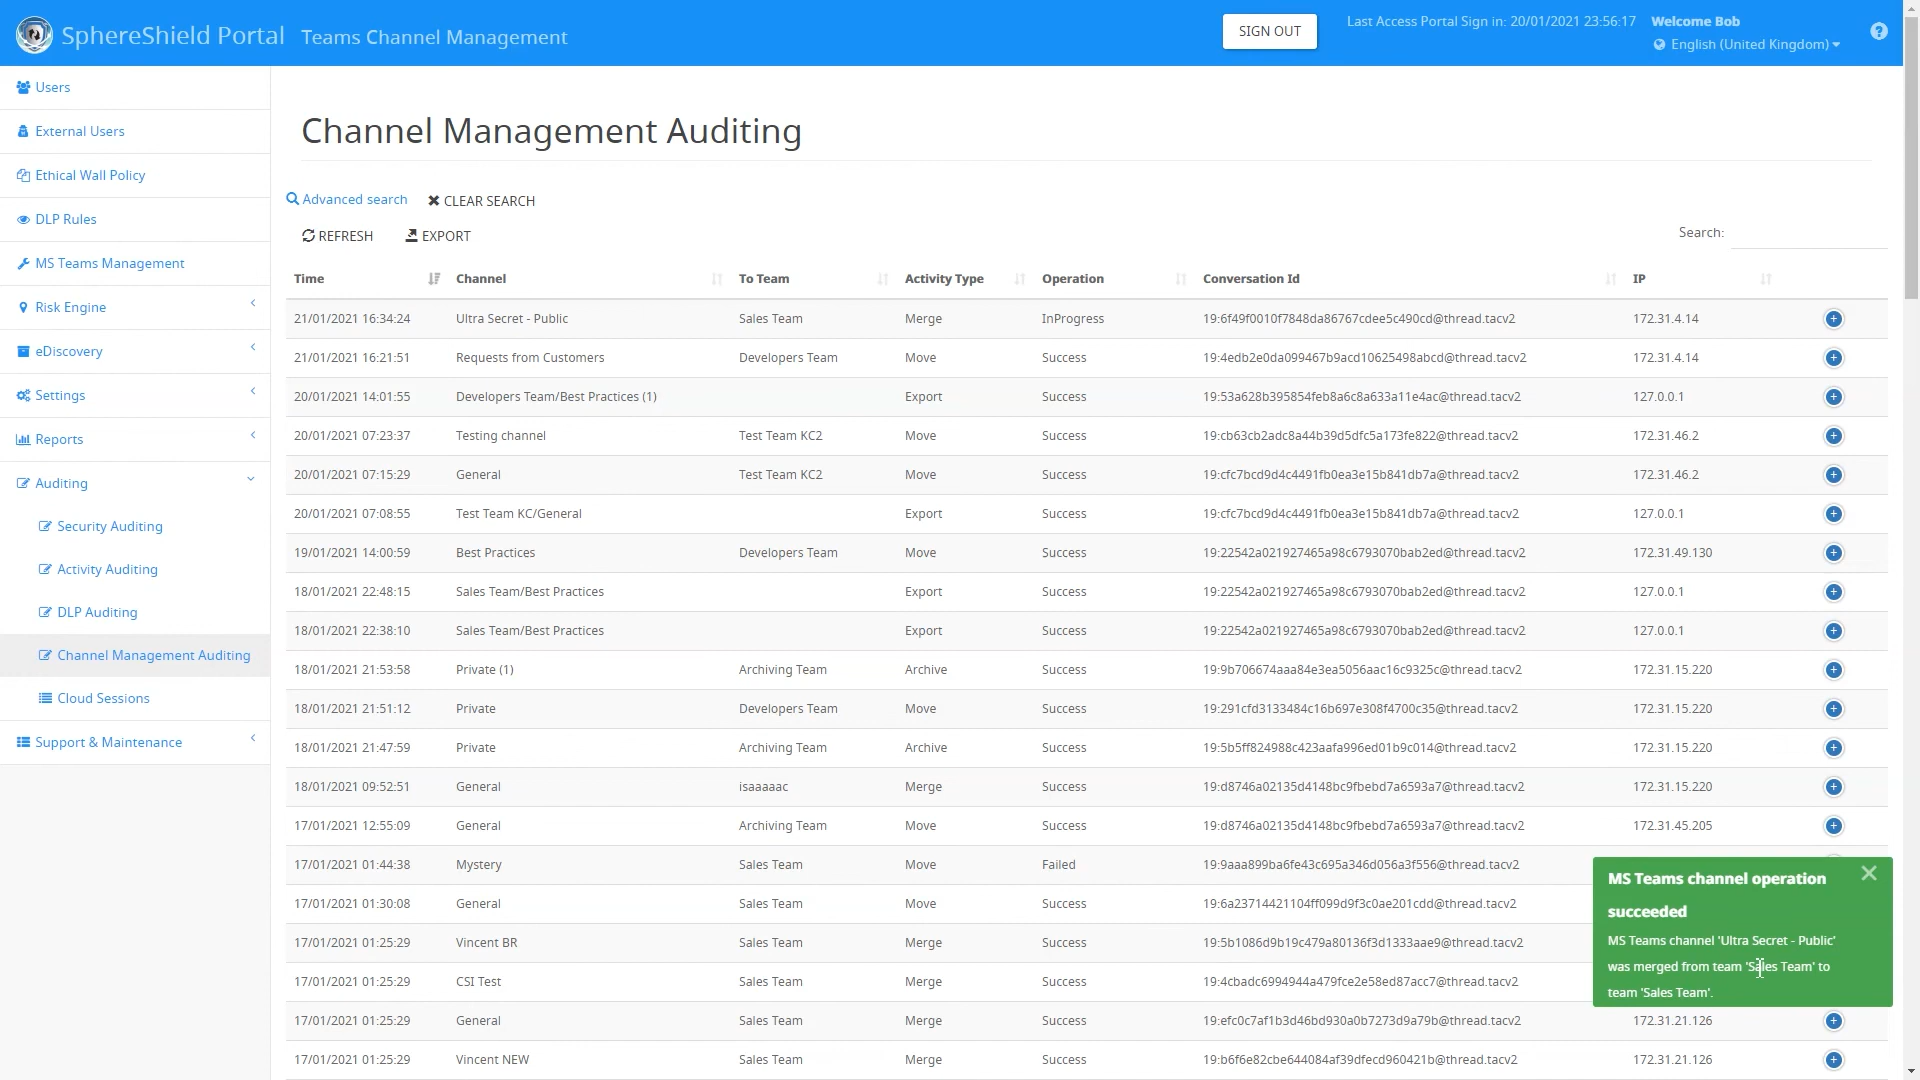 SphereShield Portal Teams Channel Management
SIGN OUT
Last Access Portal Sign in: 20/01/2021 23:56:17 Welcome Bob
English (United Kingdom)
Users
External Users
Ethical Wall Policy
DLP Rules
MS Teams Management
Risk Engine
eDiscovery
Settings
Reports
Auditing
Security Auditing
Activity Auditing
DLP Auditing
Channel Management Auditing
Cloud Sessions
Support & Maintenance
Channel Management Auditing
Advanced search CLEAR SEARCH
REFRESH EXPORT
Search:
Time Channel To Team Activity Type Operation Conversation Id IP
21/01/2021 16:34:24 Ultra Secret - Public Sales Team Merge InProgress 19:6f49f0010f7848da86767cdee5c490cd@thread.tacv2 172.31.4.14
21/01/2021 16:21:51 Requests from Customers Developers Team Move Success 19:4edb2e0da099467b9acd10625498abcd@thread.tacv2 172.31.4.14
20/01/2021 14:01:55 Developers Team/Best Practices (1) Export Success 19:53a628b395854feb8a6c8a633a11e4ac@thread.tacv2 127.0.0.1
20/01/2021 07:23:37 Testing channel Test Team KC2 Move Success 19:cb63cb2adc8a44b39d5dfc5a173fe822@thread.tacv2 172.31.46.2
20/01/2021 07:15:29 General Test Team KC2 Move Success 19:cfc7bcd9d4c4491fb0ea3e15b841db7a@thread.tacv2 172.31.46.2
20/01/2021 07:08:55 Test Team KC/General Export Success 19:cfc7bcd9d4c4491fb0ea3e15b841db7a@thread.tacv2 127.0.0.1
19/01/2021 14:00:59 Best Practices Developers Team Move Success 19:22542a021927465a98c6793070bab2ed@thread.tacv2 172.31.49.130
18/01/2021 22:48:15 Sales Team/Best Practices Export Success 19:22542a021927465a98c6793070bab2ed@thread.tacv2 127.0.0.1
18/01/2021 22:38:10 Sales Team/Best Practices Export Success 19:22542a021927465a98c6793070bab2ed@thread.tacv2 127.0.0.1
18/01/2021 21:53:58 Private (1) Archiving Team Archive Success 19:9b706674aaa84e3ea5056aac16c9325c@thread.tacv2 172.31.15.220
18/01/2021 21:51:12 Private Developers Team Move Success 19:291cfd3133484c16b697e308f4700c35@thread.tacv2 172.31.15.220
18/01/2021 21:47:59 Private Archiving Team Archive Success 19:5b5ff824988c423aafa996ed01b9c014@thread.tacv2 172.31.15.220
18/01/2021 09:52:51 General isaaaaac Merge Success 19:d8746a02135d4148bc9fbebd7a6593a7@thread.tacv2 172.31.15.220
17/01/2021 12:55:09 General Archiving Team Move Success 19:d8746a02135d4148bc9fbebd7a6593a7@thread.tacv2 172.31.45.205
17/01/2021 01:44:38 Mystery Sales Team Move Failed 19:9aaa899ba6fe43c695a346d056a3f556@thread.tacv2
17/01/2021 01:30:08 General Sales Team Move Success 19:6a23714421104ff099d9f3c0ae201cdd@thread.tacv2
17/01/2021 01:25:29 Vincent BR Sales Team Merge Success 19:5b1086d9b19c479a80136f3d1333aae9@thread.tacv2
17/01/2021 01:25:29 CSI Test Sales Team Merge Success 19:4cbadc6994944a479fce2e58ed87acc7@thread.tacv2
17/01/2021 01:25:29 General Sales Team Merge Success 19:efc0c7af1b3d46bd930a0b7273d9a79b@thread.tacv2 172.31.21.126
17/01/2021 01:25:29 Vincent NEW Sales Team Merge Success 19:b6f6e82cbe644084af39dfecd960421b@thread.tacv2 172.31.21.126
MS Teams channel operation
succeeded
MS Teams channel 'Ultra Secret - Public'
was merged from team 'Sales Team' to
team 'Sales Team'.